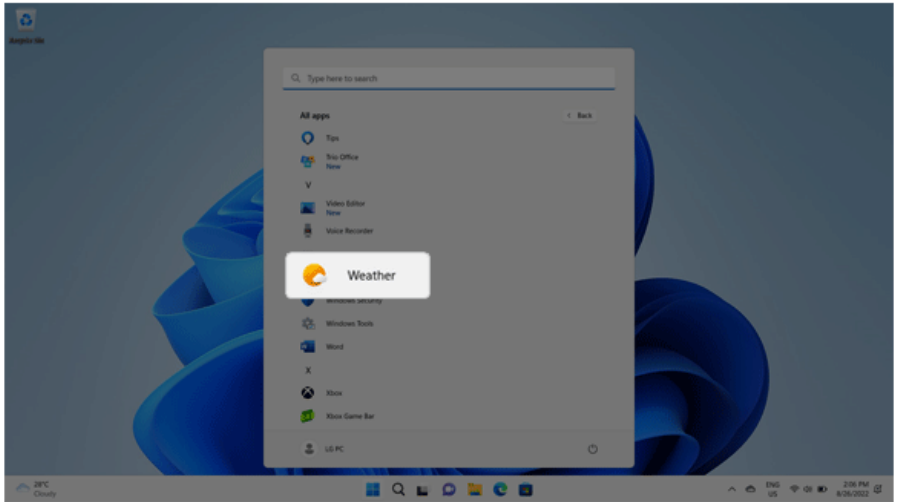 Type here to search
All apps
Back
Tips
Trio Office
New
V
Video Editor
New
Voice Recorder
Weather
Windows Security
Windows Tools
Word
X
Xbox
Xbox Game Bar
LG PC
28°C
Cloudy
ENG
US
2:06 PM
8/26/2022